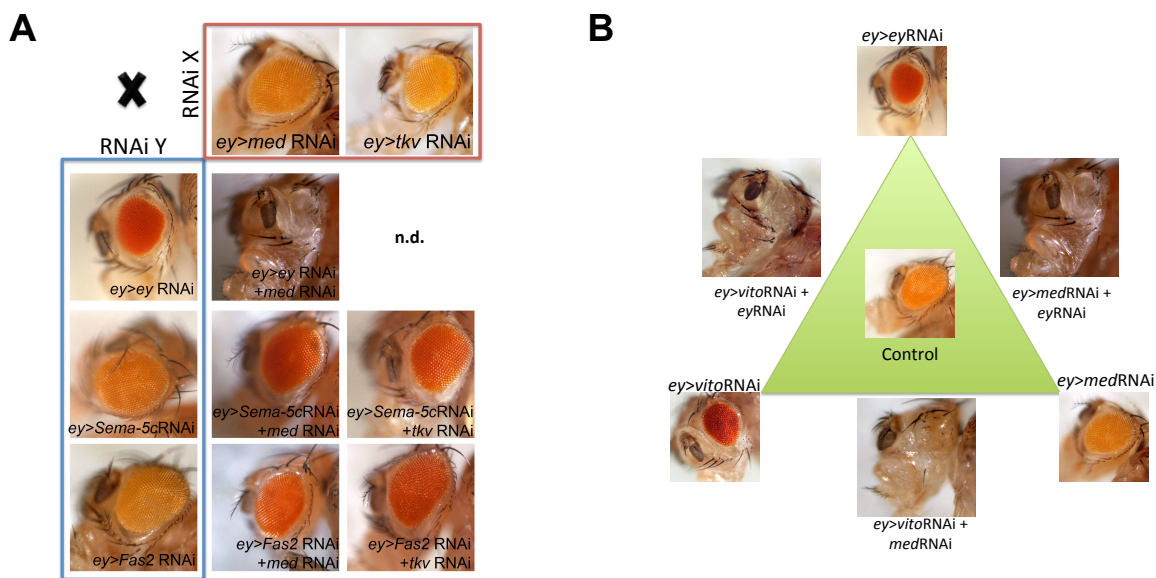 A
RNAi X
RNAi Y
ey>med RNAi
ey>tkv RNAi
ey>ey RNAi
ey>ey RNAi
+med RNAi
n.d.
ey>Sema-5cRNAi
ey>Sema-5cRNAi
+med RNAi
ey>Sema-5cRNAi
+tkv RNAi
ey>Fas2 RNAi
ey>Fas2 RNAi
+med RNAi
ey>Fas2 RNAi
+tkv RNAi
B
ey>eyRNAi
ey>vitoRNAi +
eyRNAi
ey>medRNAi +
eyRNAi
Control
ey>vitoRNAi
ey>medRNAi
ey>vitoRNAi +
medRNAi